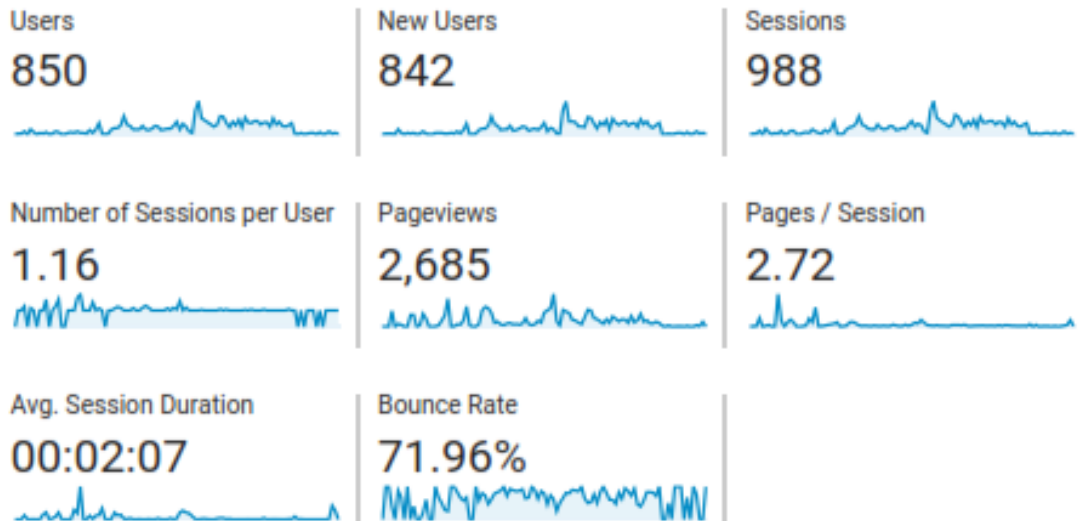 Users
850
New Users
842
Sessions
988
Number of Sessions per User
1.16
Pageviews
2,685
Pages / Session
2.72
Avg. Session Duration
00:02:07
Bounce Rate
71.96%